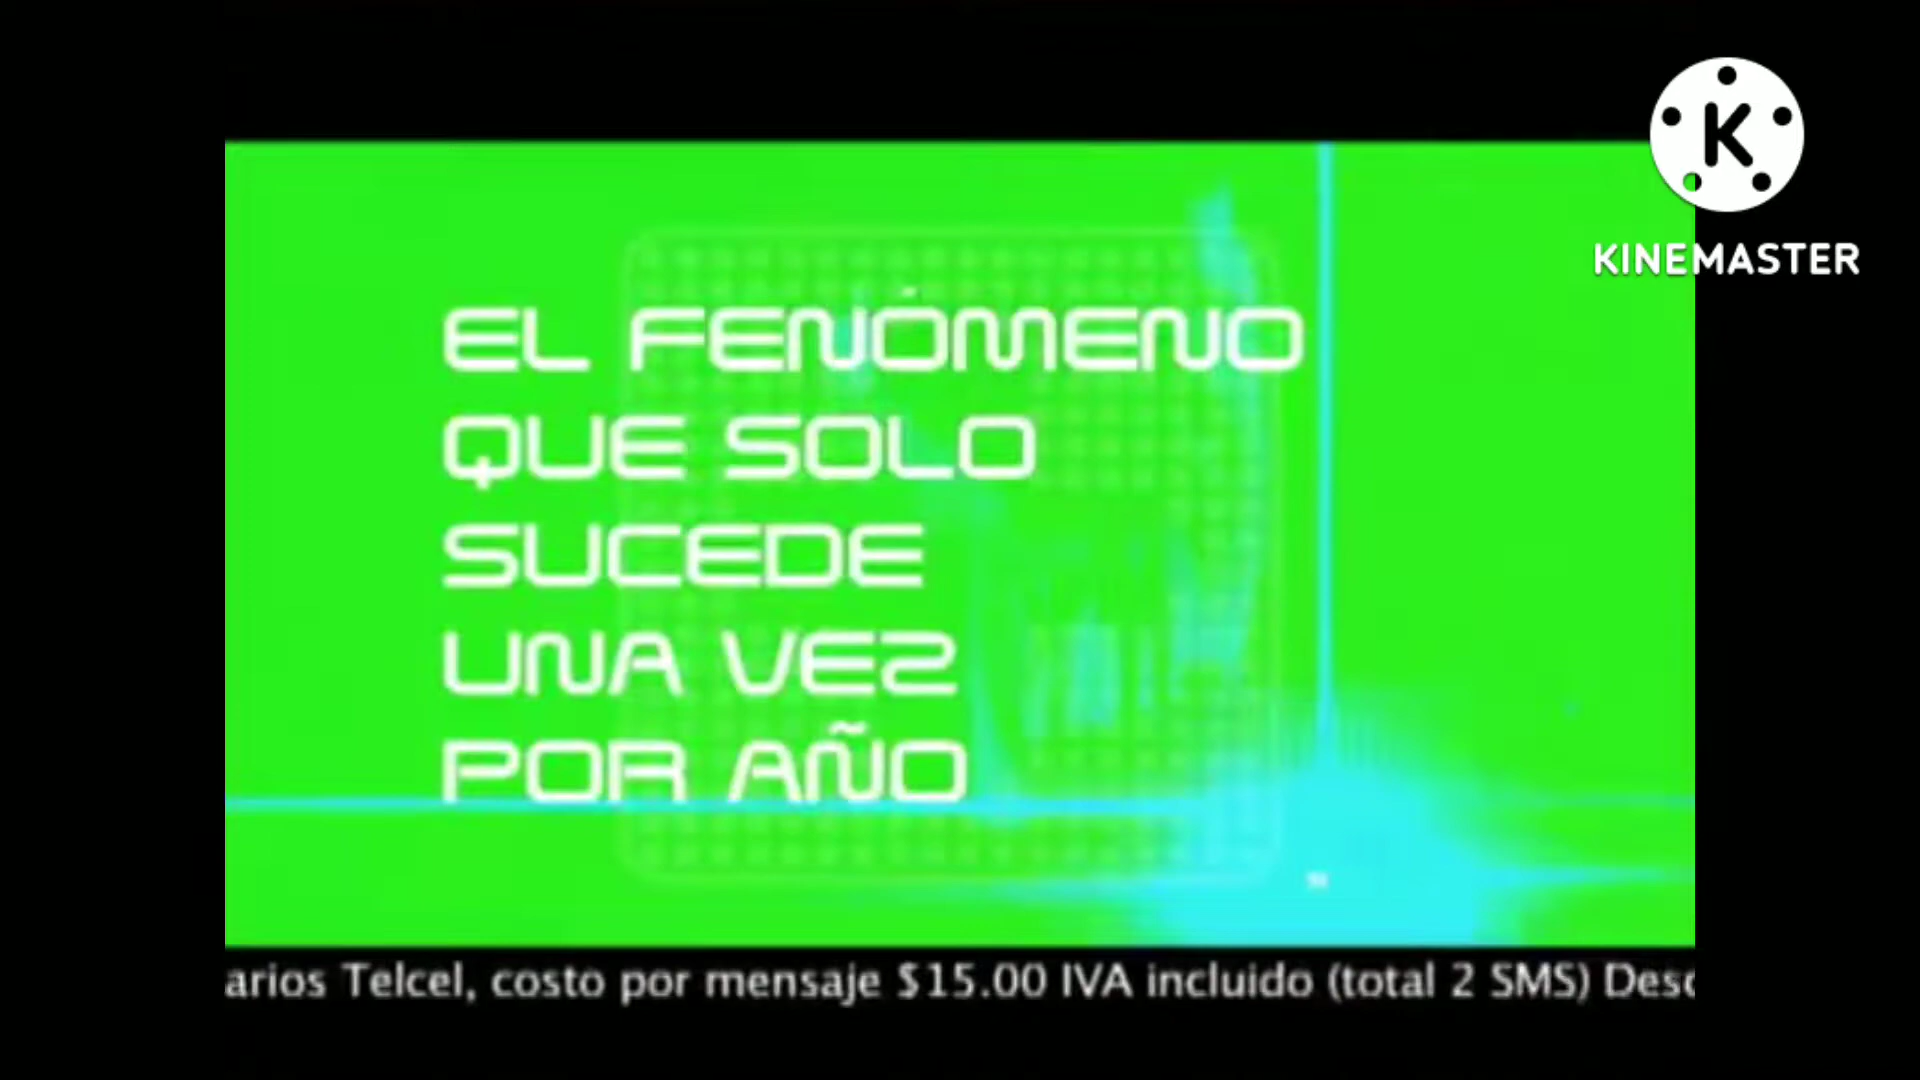 K
KINEMASTER
EL FENÓMENO
QUE SOLO
SUCEDE
UNA VEZ
POR AÑO
arios Telcel, costo por mensaje $15.00 IVA incluido (total 2 SMS) Desc